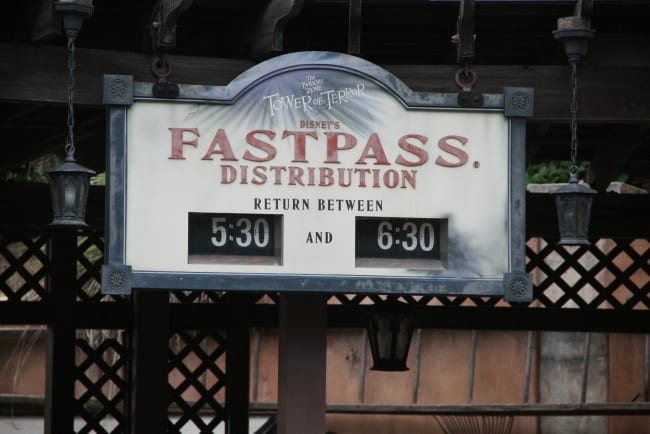 The
TWILIGHT
ZONE
TOWER OF TERROR
DISNEY'S
FASTPASS®
DISTRIBUTION
RETURN BETWEEN
5:30 AND 6:30